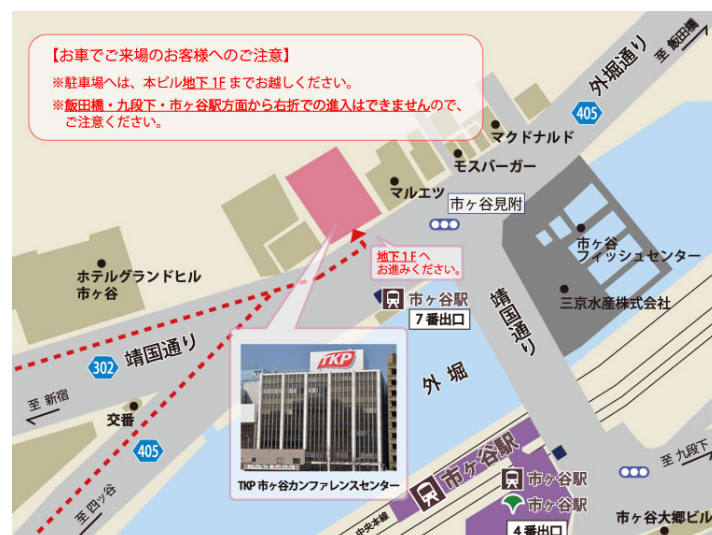 【お車でご来場のお客様へのご注意】
※駐車場へは、本ビル地下1Fまでお越しください。
※飯田橋・九段下・市ヶ谷駅方面から右折での進入はできませんので、
ご注意ください。
至 飯田橋
外堀通り
405
マクドナルド
モスバーガー
マルエツ
市ヶ谷見附
市ヶ谷
フィッシュセンター
三京水産株式会社
地下1Fへ
お進みください。
ホテルグランドヒル
市ヶ谷
市ヶ谷駅
7番出口
靖国通り
302
靖国通り
外堀
至 新宿
交番
405
至 四ッ谷
TKP
TKP 市ヶ谷カンファレンスセンター
市ヶ谷駅
市ヶ谷駅
市ヶ谷駅
4番出口
中央本線
至 九段下
市ヶ谷大郷ビル